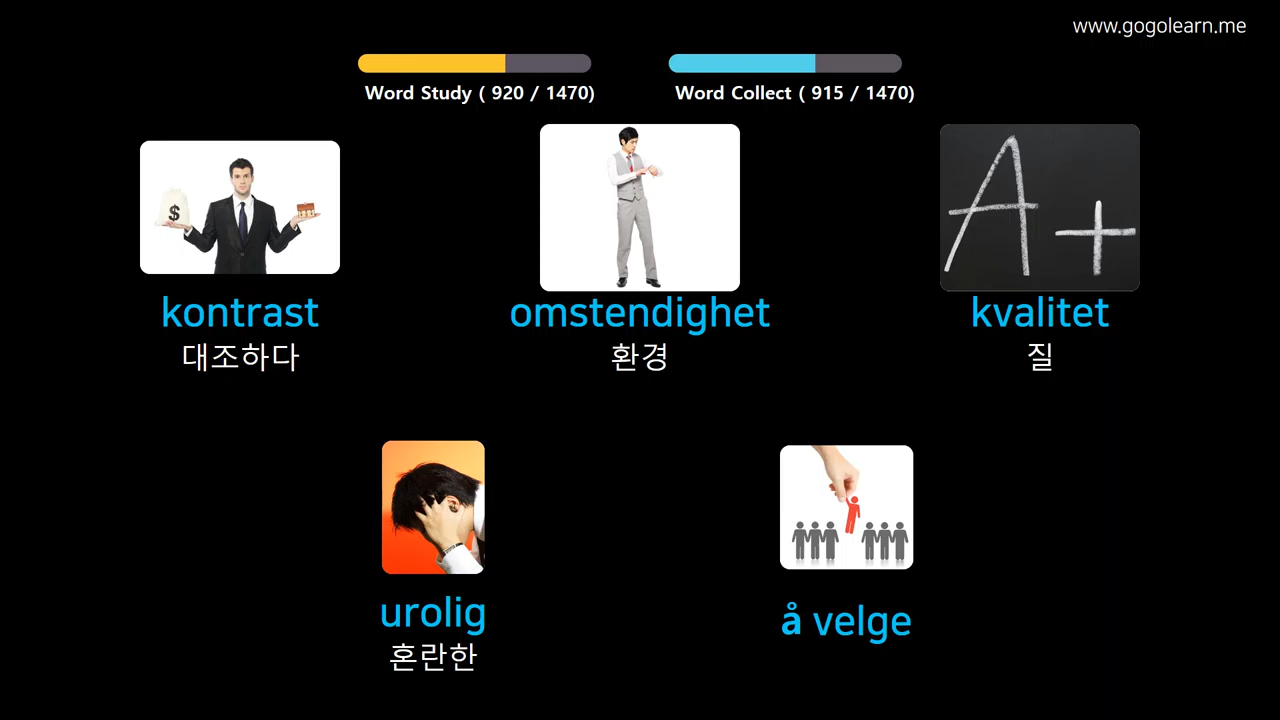 www.gogolearn.me
Word Study ( 920 / 1470)
Word Collect ( 915 / 1470)
$
A+
kontrast
대조하다
omstendighet
환경
kvalitet
질
urolig
혼란한
å velge